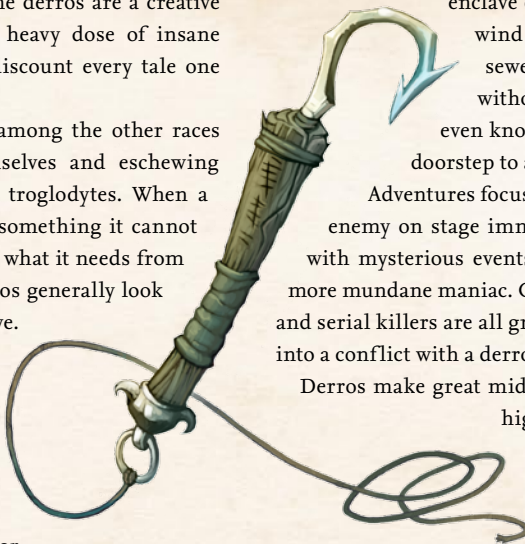 he derros are a creative
heavy dose of insane
iscount every tale one
among the other races
selves and eschewing
troglodytes. When a
something it cannot
what it needs from
os generally look
ve.
enclave
wind
sewe
witho
even kno
doorstep to
Adventures focus
enemy on stage imm
with mysterious events
more mundane maniac.
and serial killers are all gr
into a conflict with a derro
Derros make great mid
hig